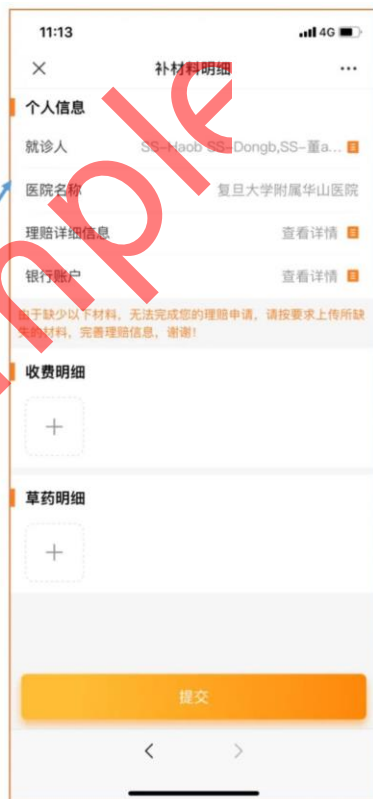 11:13
4G
补材料明细
个人信息
就诊人 SS-Haob SS-Dongb,SS-董a...
医院名称 复旦大学附属华山医院
理赔详细信息 查看详情
银行账户 查看详情
由于缺少以下材料，无法完成您的理赔申请，请按要求上传所缺
失的材料，完善理赔信息，谢谢！
收费明细
草药明细
提交
mple